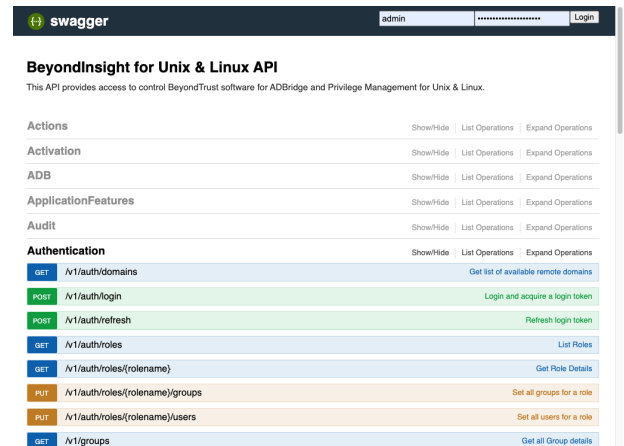 {··} swagger
admin
•••••••••••••••••••• Login
BeyondInsight for Unix & Linux API
This API provides access to control BeyondTrust software for ADBridge and Privilege Management for Unix & Linux.
Actions Show/Hide List Operations Expand Operations
Activation Show/Hide List Operations Expand Operations
ADB Show/Hide List Operations Expand Operations
ApplicationFeatures Show/Hide List Operations Expand Operations
Audit Show/Hide List Operations Expand Operations
Authentication Show/Hide List Operations Expand Operations
GET /v1/auth/domains Get list of available remote domains
POST /v1/auth/login Login and acquire a login token
POST /v1/auth/refresh Refresh login token
GET /v1/auth/roles List Roles
GET /v1/auth/roles/{rolename} Get Role Details
PUT /v1/auth/roles/{rolename}/groups Set all groups for a role
PUT /v1/auth/roles/{rolename}/users Set all users for a role
GET /v1/groups Get all Group details